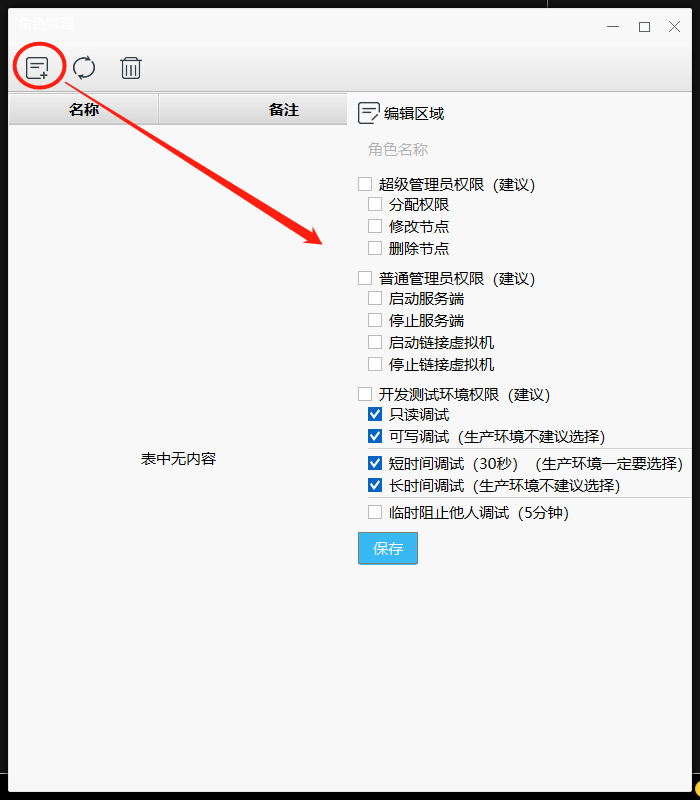 角色管理
名称 备注
编辑区域
角色名称
超级管理员权限（建议）
分配权限
修改节点
删除节点
普通管理员权限（建议）
启动服务端
停止服务端
启动链接虚拟机
停止链接虚拟机
开发测试环境权限（建议）
只读调试
可写调试（生产环境不建议选择）
表中无内容
短时间调试（30秒）（生产环境一定要选择）
长时间调试（生产环境不建议选择）
临时阻止他人调试（5分钟）
保存